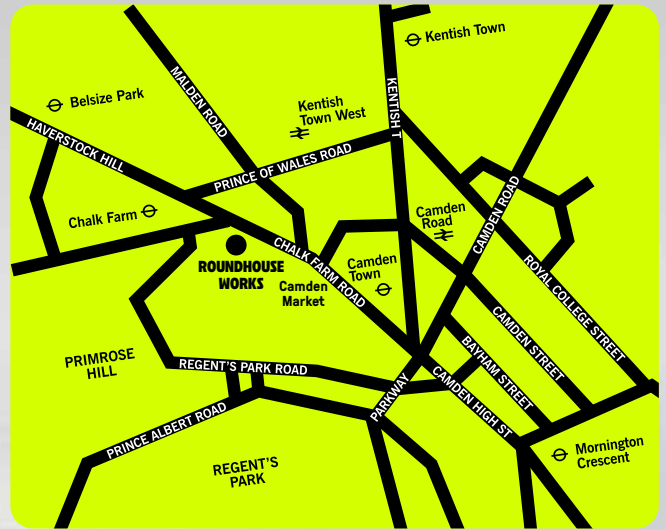 Kentish Town
KENTISH T
MALDEN ROAD
Belsize Park
Kentish
Town West
HAVERSTOCK HILL
PRINCE OF WALES ROAD
Chalk Farm
Camden
Road
CAMDEN ROAD
CHALK FARM ROAD
ROUNDHOUSE
WORKS
Camden
Town
Camden
Market
ROYAL COLLEGE STREET
CAMDEN STREET
BAYHAM STREET
PRIMROSE
HILL
REGENT'S PARK ROAD
PARKWAY
CAMDEN HIGH ST
PRINCE ALBERT ROAD
REGENT'S
PARK
Mornington
Crescent